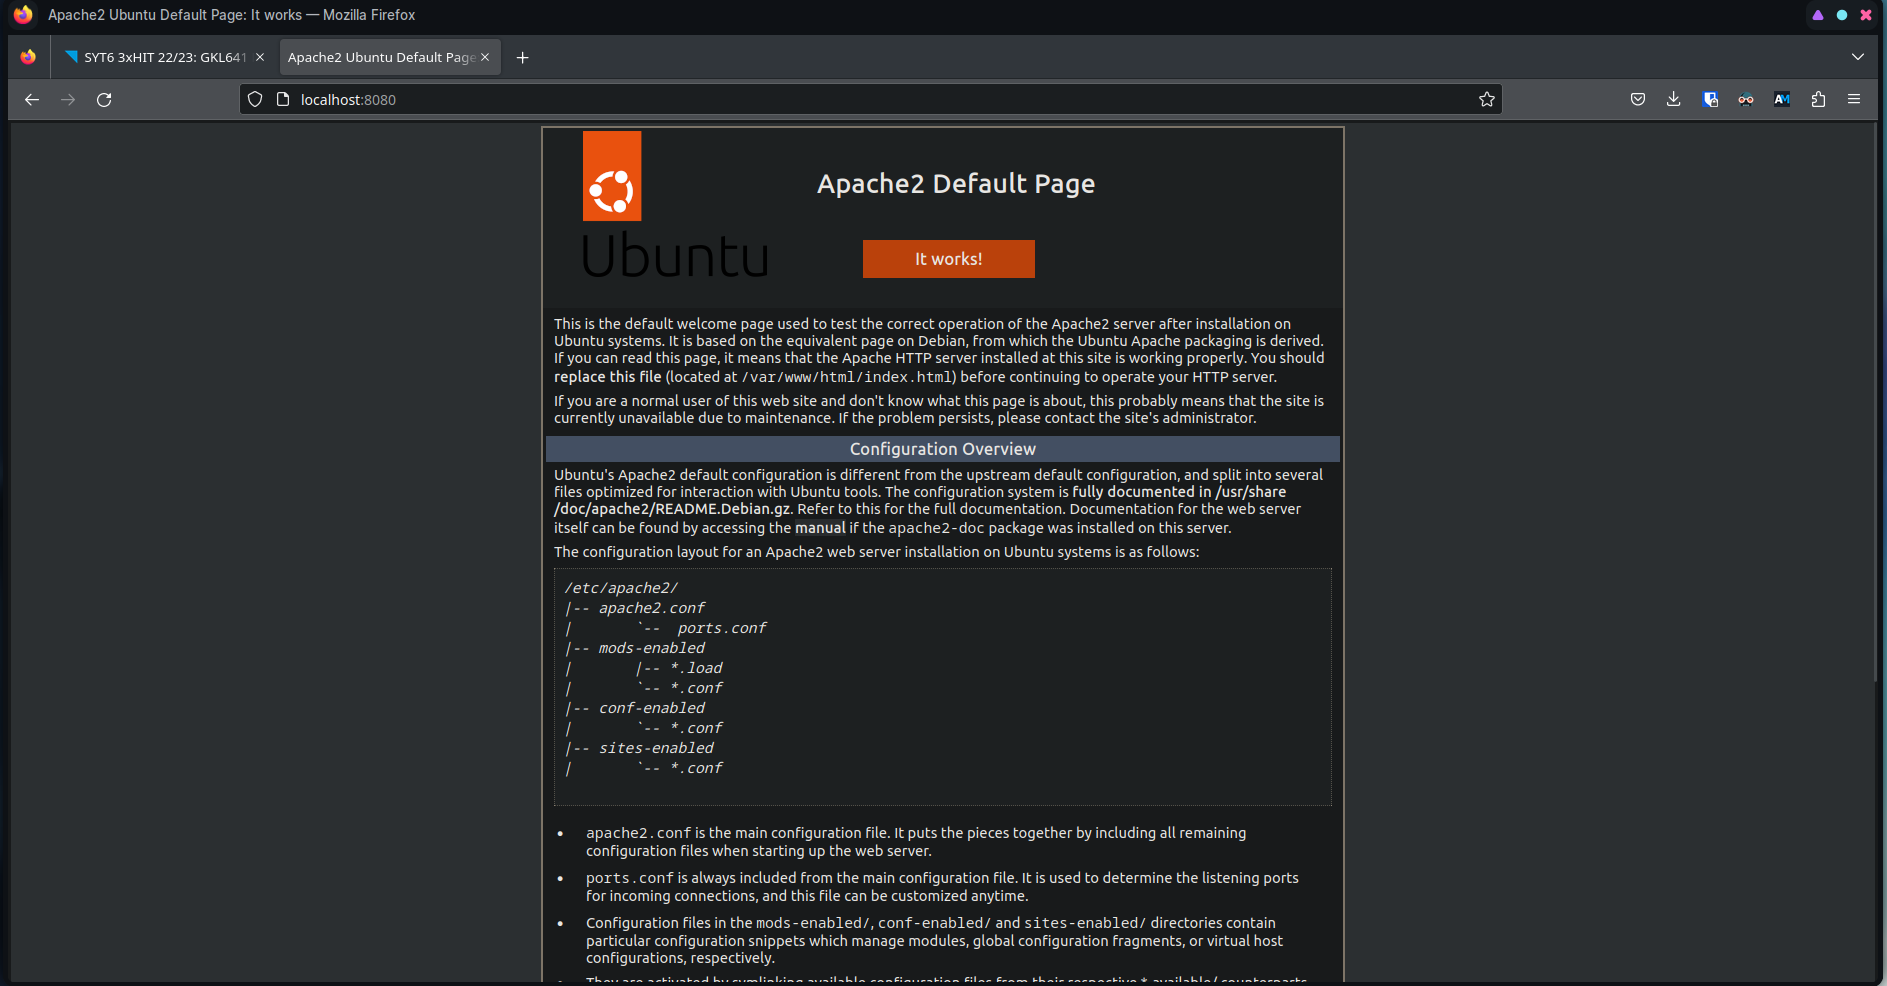 Apache2 Ubuntu Default Page: It works — Mozilla Firefox
SYT6 3xHIT 22/23: GKL641
Apache2 Ubuntu Default Page
localhost:8080
AM
Ubuntu
Apache2 Default Page
It works!
This is the default welcome page used to test the correct operation of the Apache2 server after installation on
Ubuntu systems. It is based on the equivalent page on Debian, from which the Ubuntu Apache packaging is derived.
If you can read this page, it means that the Apache HTTP server installed at this site is working properly. You should
replace this file (located at /var/www/html/index.html) before continuing to operate your HTTP server.
If you are a normal user of this web site and don't know what this page is about, this probably means that the site is
currently unavailable due to maintenance. If the problem persists, please contact the site's administrator.
Configuration Overview
Ubuntu's Apache2 default configuration is different from the upstream default configuration, and split into several
files optimized for interaction with Ubuntu tools. The configuration system is fully documented in /usr/share
/doc/apache2/README.Debian.gz. Refer to this for the full documentation. Documentation for the web server
itself can be found by accessing the manual if the apache2-doc package was installed on this server.
The configuration layout for an Apache2 web server installation on Ubuntu systems is as follows:
/etc/apache2/
|-- apache2.conf
|       `--  ports.conf
|-- mods-enabled
|       |-- *.load
|       `-- *.conf
|-- conf-enabled
|       `-- *.conf
|-- sites-enabled
|       `-- *.conf
• apache2.conf is the main configuration file. It puts the pieces together by including all remaining
configuration files when starting up the web server.
• ports.conf is always included from the main configuration file. It is used to determine the listening ports
for incoming connections, and this file can be customized anytime.
• Configuration files in the mods-enabled/, conf-enabled/ and sites-enabled/ directories contain
particular configuration snippets which manage modules, global configuration fragments, or virtual host
configurations, respectively.
• They are activated by symlinking available configuration files from their respective *-available/ counterparts.